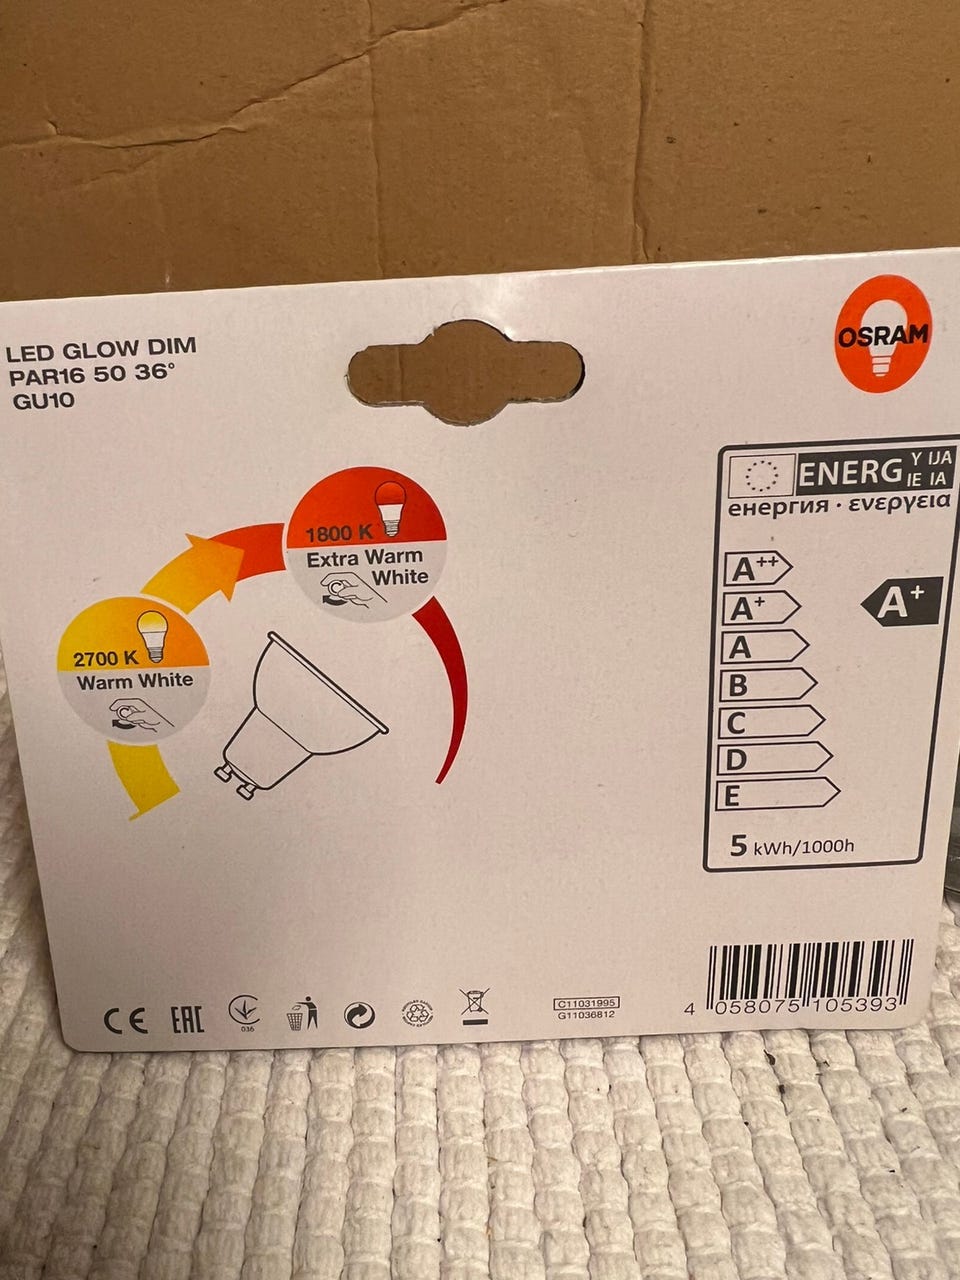 LED GLOW DIM
PAR16 50 36°
GU10
OSRAM
1800 K
Extra Warm
White
2700 K
Warm White
ENERG Y IJA
IE IA
енергия · ενεργεια
A++
A+
A+
A
B
C
D
E
5 kWh/1000h
CE
EAC
036
C11031995
G11036812
4 058075 105393